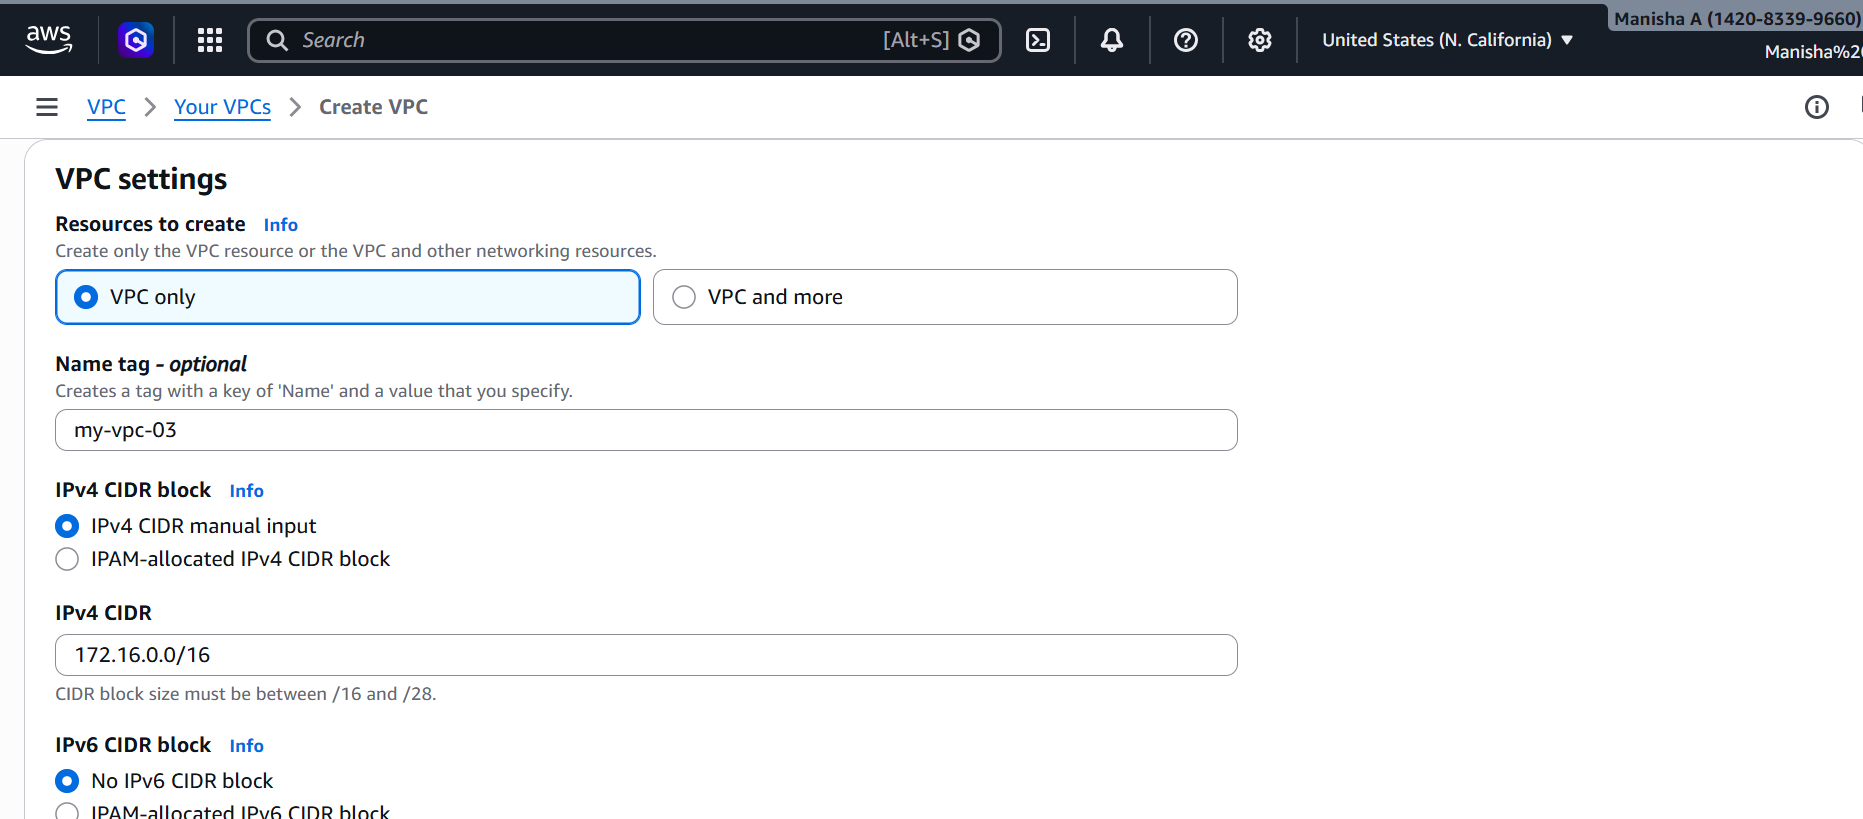 aws
Search [Alt+S]
United States (N. California)
Manisha A (1420-8339-9660)
VPC > Your VPCs > Create VPC
VPC settings
Resources to create Info
Create only the VPC resource or the VPC and other networking resources.
VPC only
VPC and more
Name tag - optional
Creates a tag with a key of 'Name' and a value that you specify.
my-vpc-03
IPv4 CIDR block Info
IPv4 CIDR manual input
IPAM-allocated IPv4 CIDR block
IPv4 CIDR
172.16.0.0/16
CIDR block size must be between /16 and /28.
IPv6 CIDR block Info
No IPv6 CIDR block
IPAM-allocated IPv6 CIDR block